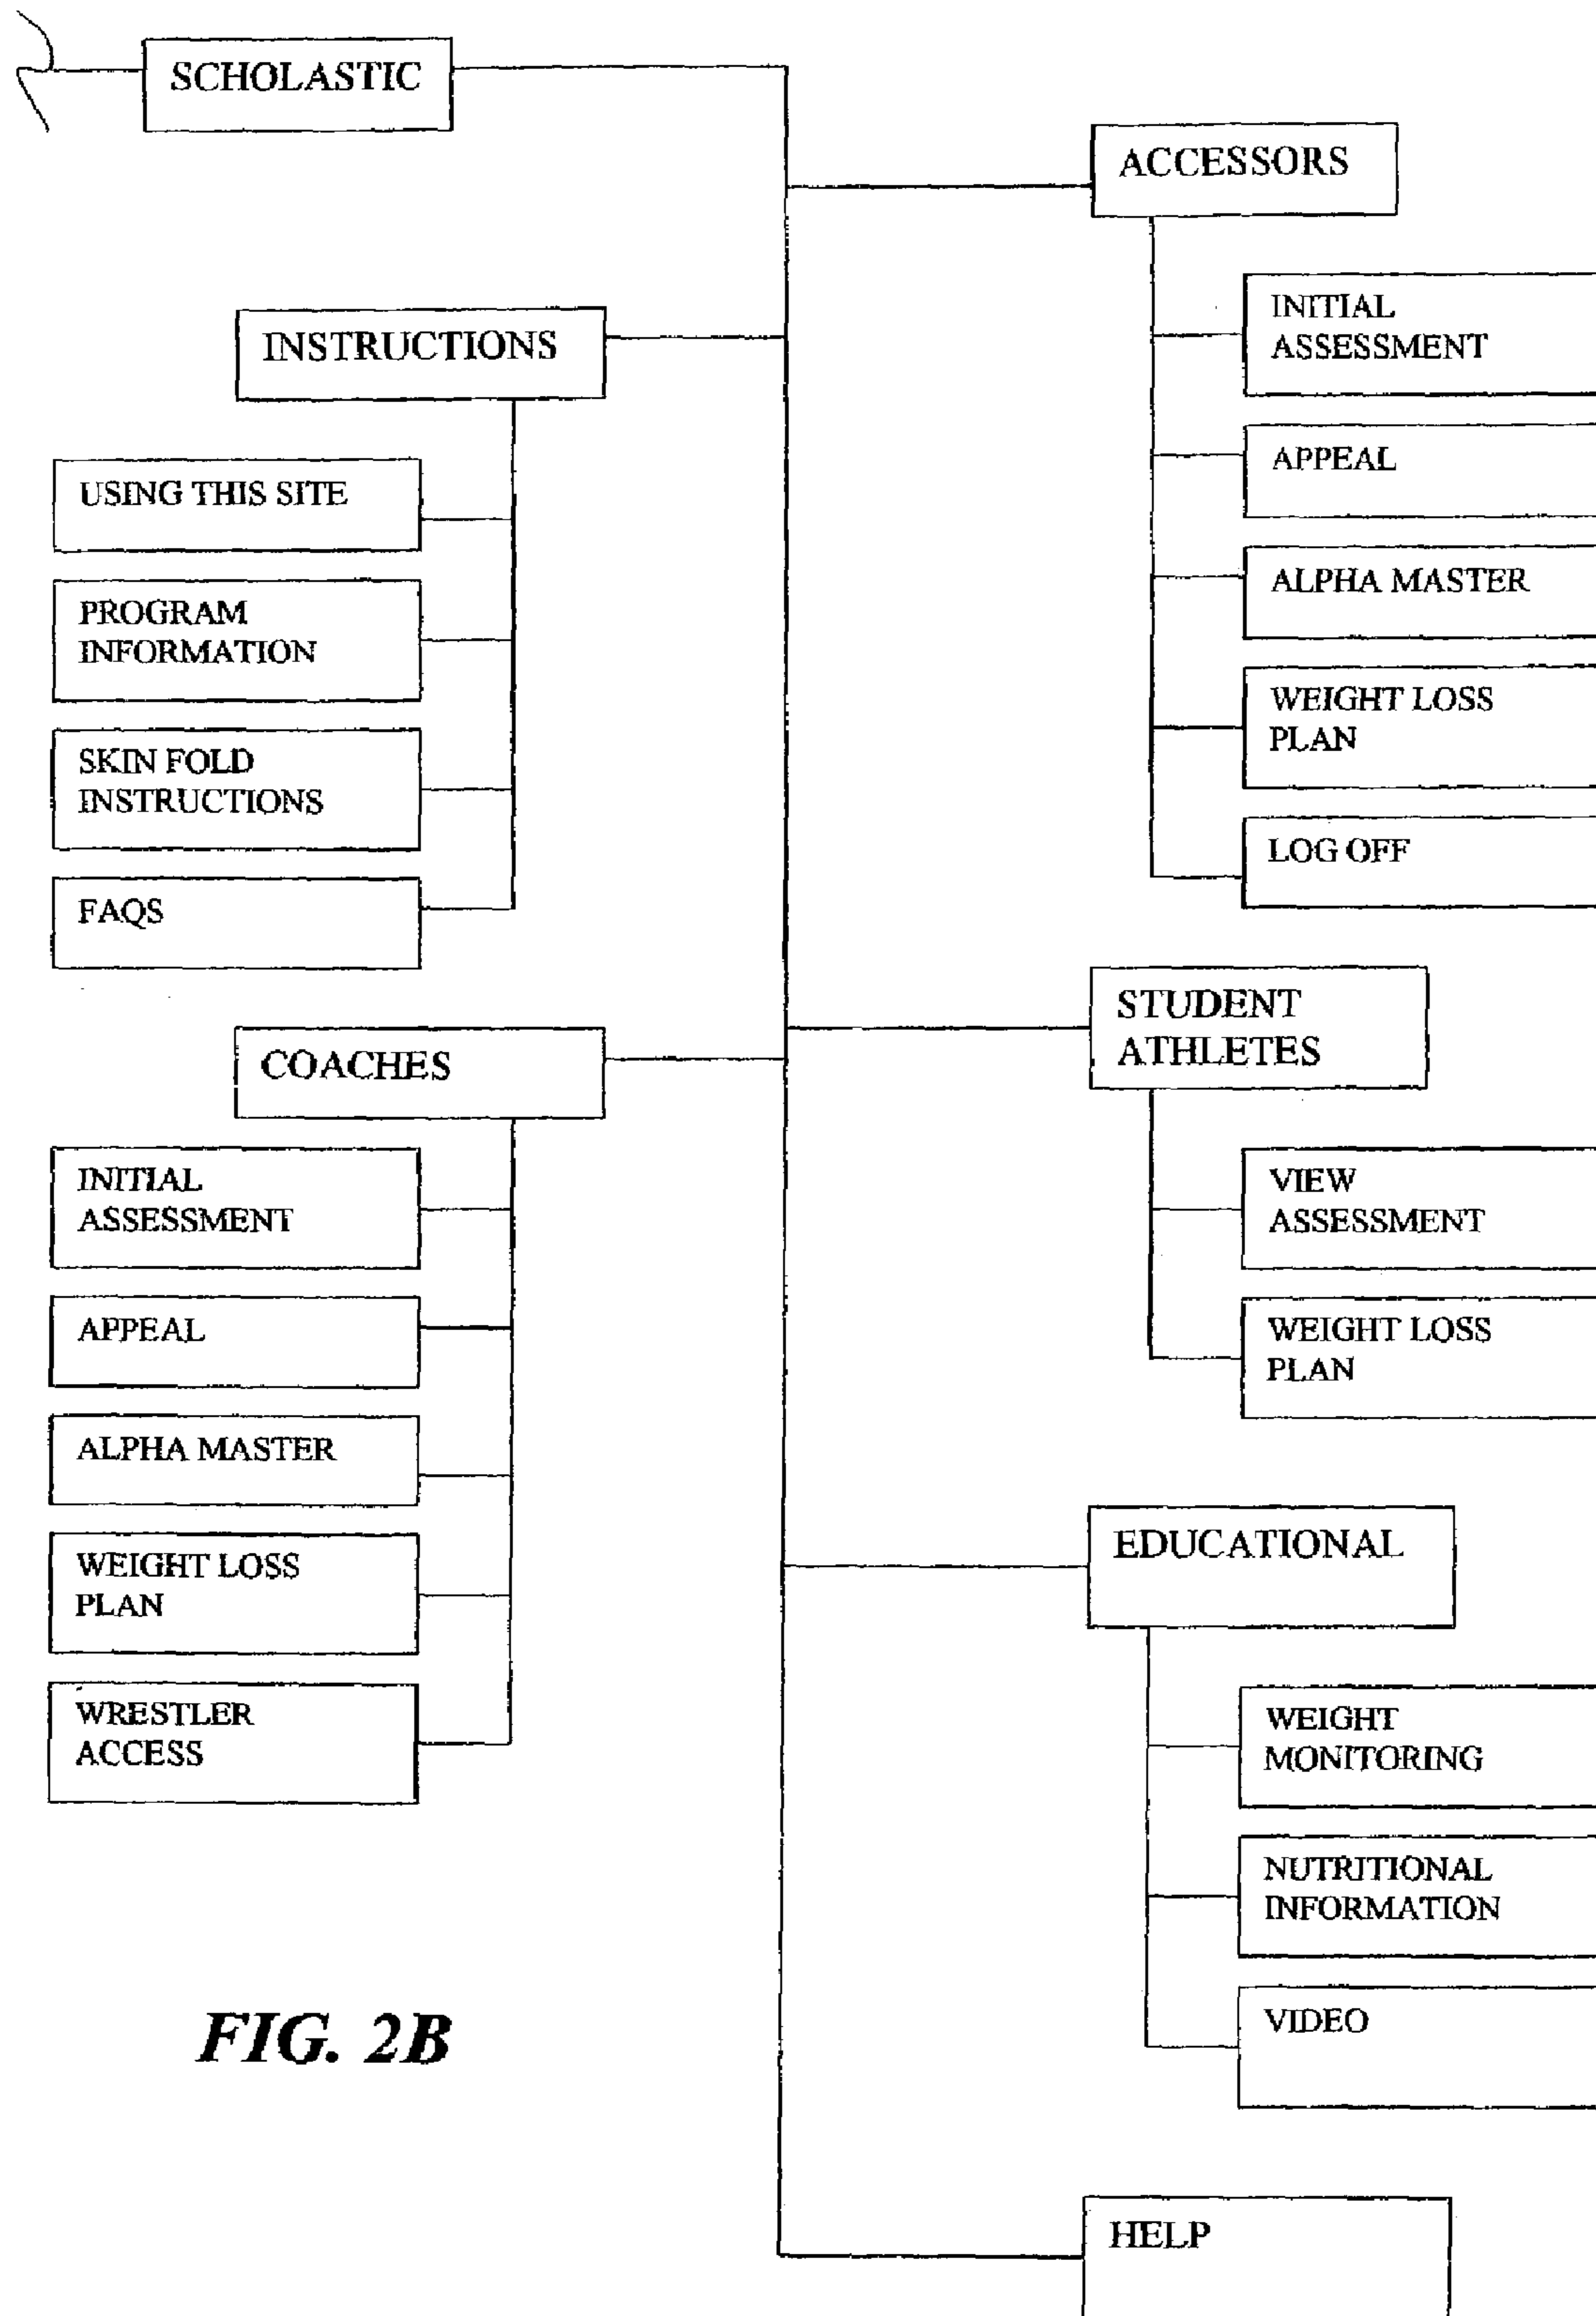 SCHOLASTIC
ACCESSORS
INITIAL
ASSESSMENT
APPEAL
ALPHA MASTER
WEIGHT LOSS
PLAN
LOG OFF
INSTRUCTIONS
USING THIS SITE
PROGRAM
INFORMATION
SKIN FOLD
INSTRUCTIONS
FAQS
STUDENT
ATHLETES
VIEW
ASSESSMENT
WEIGHT LOSS
PLAN
COACHES
INITIAL
ASSESSMENT
APPEAL
ALPHA MASTER
WEIGHT LOSS
PLAN
WRESTLER
ACCESS
EDUCATIONAL
WEIGHT
MONITORING
NUTRITIONAL
INFORMATION
VIDEO
HELP
FIG. 2B